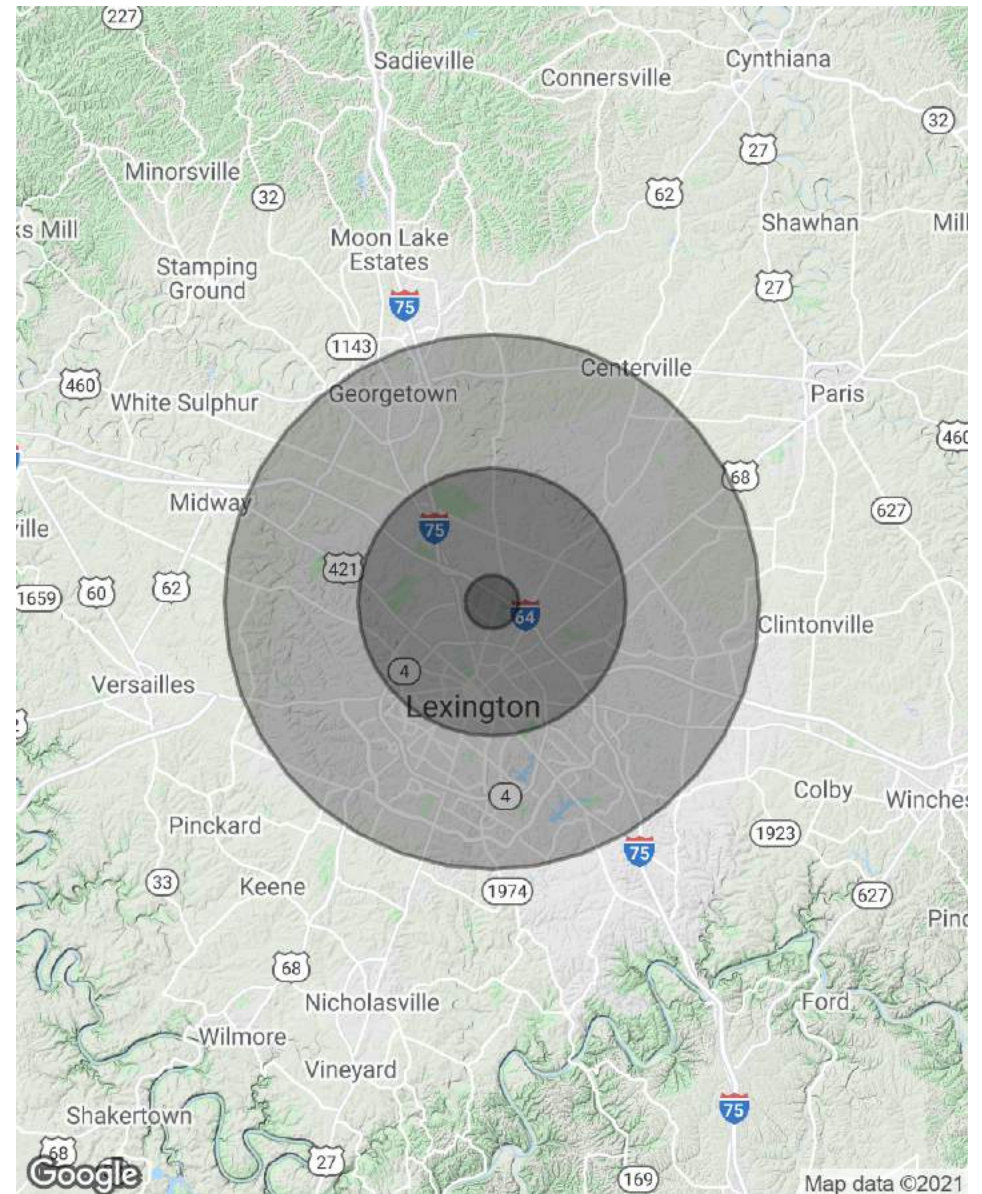 227
Sadieville
Cynthiana
Connersville
32
27
Minorsville
32
62
ks Mill
Shawhan
Mill
Moon Lake
Estates
Stamping
Ground
27
75
1143
Centerville
460
Georgetown
White Sulphur
Paris
460
68
Midway
627
ville
75
421
1659
60
62
64
Clintonville
4
Versailles
Lexington
4
Colby
Winches
Pinckard
1923
75
33
Keene
1974
627
Pinc
68
Nicholasville
Ford
Wilmore
Vineyard
75
Shakertown
68
27
169
Google
Map data ©2021